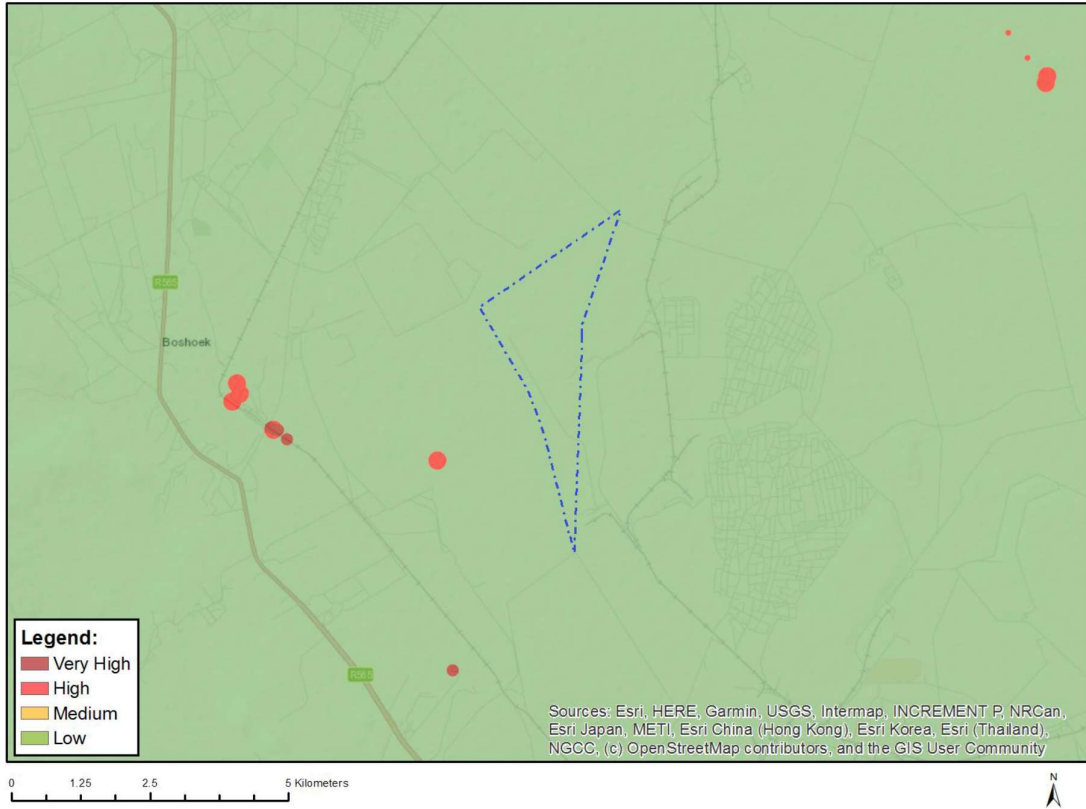 R565
Boshoek
R565
Legend:
Very High
High
Medium
Low
Sources: Esri, HERE, Garmin, USGS, Intermap, INCREMENT P, NRCan,
Esri Japan, METI, Esri China (Hong Kong), Esri Korea, Esri (Thailand),
NGCC, (c) OpenStreetMap contributors, and the GIS User Community
0 1.25 2.5 5 Kilometers
N